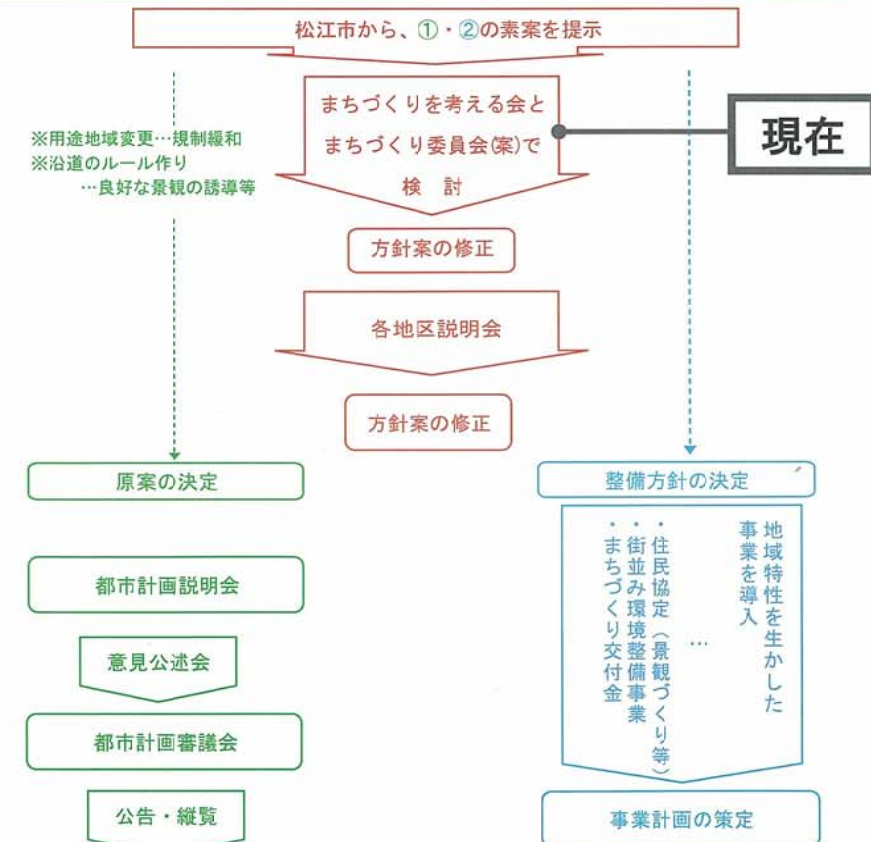 松江市から、①・②の素案を提示
まちづくりを考える会と
まちづくり委員会(案)で
検 討
現在
※用途地域変更…規制緩和
※沿道のルール作り
…良好な景観の誘導等
方針案の修正
各地区説明会
方針案の修正
原案の決定
都市計画説明会
意見公述会
都市計画審議会
公告・縦覧
整備方針の決定
地域特性を生かした
事業を導入
…
・住民協定（景観づくり等）
・街並み環境整備事業
・まちづくり交付金
事業計画の策定